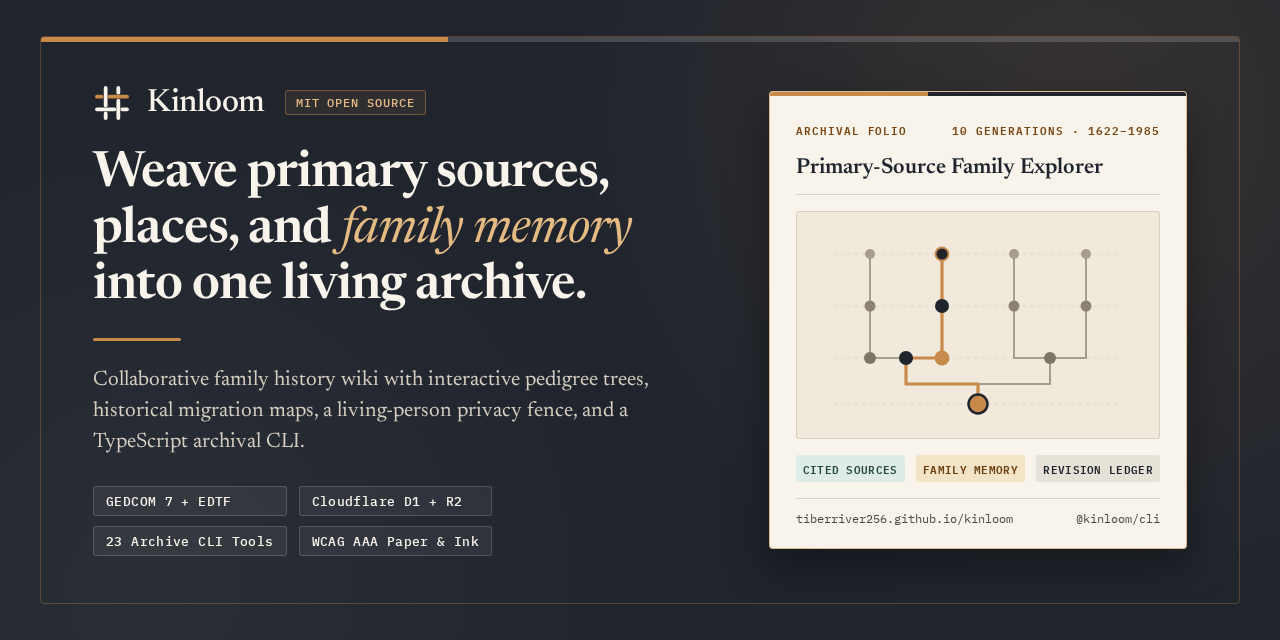 Kinloom
MIT OPEN SOURCE
Weave primary sources,
places, and family memory
into one living archive.
Collaborative family history wiki with interactive pedigree trees,
historical migration maps, a living-person privacy fence, and a
TypeScript archival CLI.
GEDCOM 7 + EDTF
Cloudflare D1 + R2
23 Archive CLI Tools
WCAG AAA Paper & Ink
ARCHIVAL FOLIO
10 GENERATIONS · 1622–1985
Primary-Source Family Explorer
CITED SOURCES
FAMILY MEMORY
REVISION LEDGER
tiberriver256.github.io/kinloom
@kinloom/cli